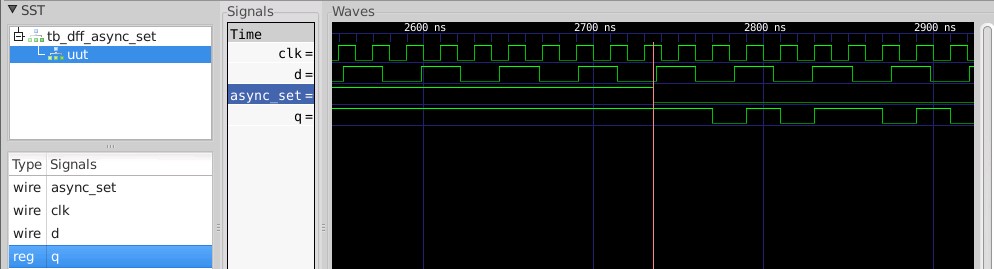 SST
tb_dff_async_set
uut
Type Signals
wire async_set
wire clk
wire d
reg q
Signals
Time
clk =
d =
async_set =
q =
Waves
2600 ns 2700 ns 2800 ns 2900 ns